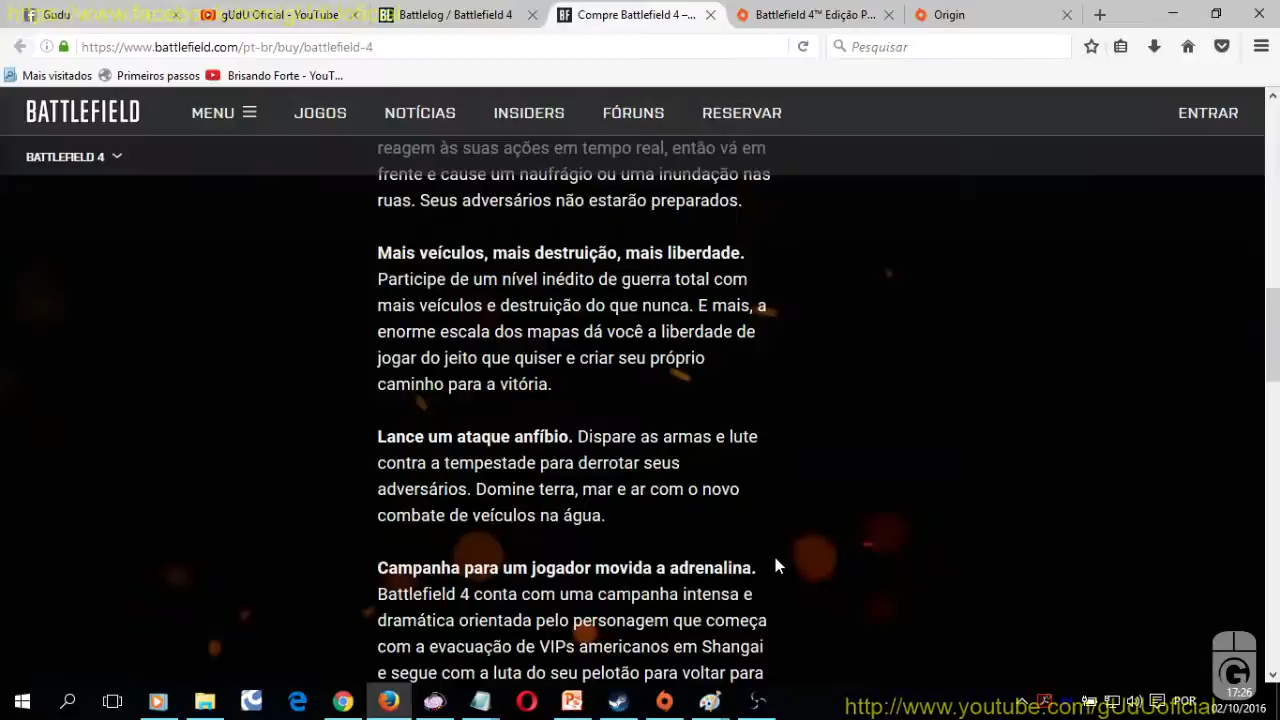 Gudu
gUdU Oficial - YouTube
Battlelog / Battlefield 4
Compre Battlefield 4 –...
Battlefield 4™ Edição P...
Origin
https://www.battlefield.com/pt-br/buy/battlefield-4
Pesquisar
Mais visitados
Primeiros passos
Brisando Forte - YouT...
BATTLEFIELD
MENU
JOGOS
NOTÍCIAS
INSIDERS
FÓRUNS
RESERVAR
ENTRAR
BATTLEFIELD 4
reagem às suas ações em tempo real, então vá em
frente e cause um naufrágio ou uma inundação nas
ruas. Seus adversários não estarão preparados.
Mais veículos, mais destruição, mais liberdade.
Participe de um nível inédito de guerra total com
mais veículos e destruição do que nunca. E mais, a
enorme escala dos mapas dá você a liberdade de
jogar do jeito que quiser e criar seu próprio
caminho para a vitória.
Lance um ataque anfíbio. Dispare as armas e lute
contra a tempestade para derrotar seus
adversários. Domine terra, mar e ar com o novo
combate de veículos na água.
Campanha para um jogador movida a adrenalina.
Battlefield 4 conta com uma campanha intensa e
dramática orientada pelo personagem que começa
com a evacuação de VIPs americanos em Shangai
e segue com a luta do seu pelotão para voltar para
POR
17:26
02/10/2016
http://www.youtube.com/gUdUOficial